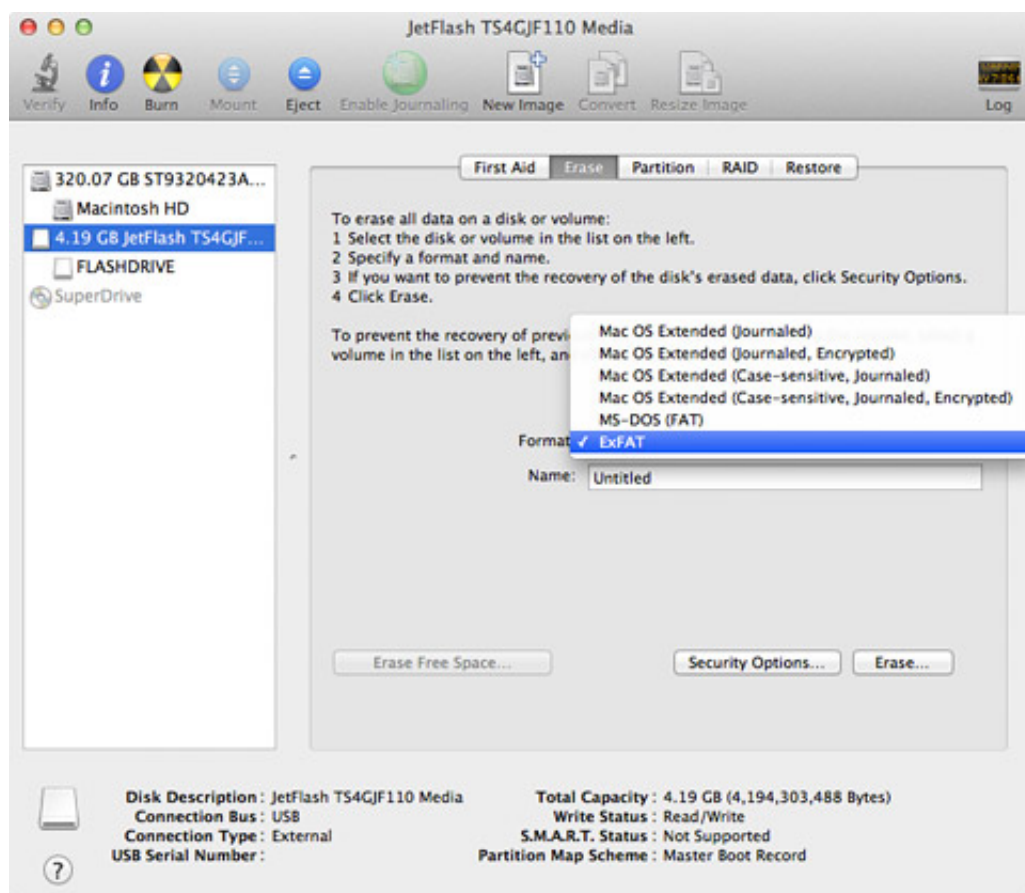 JetFlash TS4GJF110 Media
Verify Info Burn Mount Eject Enable Journaling New Image Convert Resize Image Log
320.07 GB ST9320423A...
Macintosh HD
4.19 GB JetFlash TS4GJF...
FLASHDRIVE
SuperDrive
First Aid Erase Partition RAID Restore
To erase all data on a disk or volume:
1 Select the disk or volume in the list on the left.
2 Specify a format and name.
3 If you want to prevent the recovery of the disk's erased data, click Security Options.
4 Click Erase.
To prevent the recovery of previ
volume in the list on the left, an
Mac OS Extended (Journaled)
Mac OS Extended (Journaled, Encrypted)
Mac OS Extended (Case-sensitive, Journaled)
Mac OS Extended (Case-sensitive, Journaled, Encrypted)
MS-DOS (FAT)
Format ✓ ExFAT
Name: Untitled
Erase Free Space... Security Options... Erase...
Disk Description : JetFlash TS4GJF110 Media Total Capacity : 4.19 GB (4,194,303,488 Bytes)
Connection Bus : USB Write Status : Read/Write
Connection Type : External S.M.A.R.T. Status : Not Supported
USB Serial Number : Partition Map Scheme : Master Boot Record
?